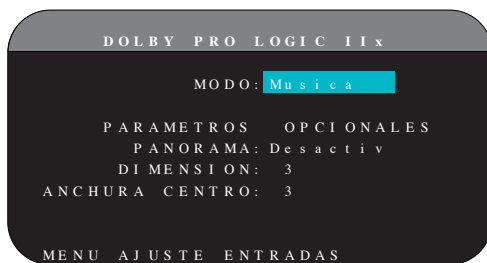 DOLBY PRO LOGIC IIx
MODO: Musica
PARAMETROS OPCIONALES
PANORAMA: Desactiv
DIMENSION: 3
ANCHURA CENTRO: 3
MENU AJUSTE ENTRADAS